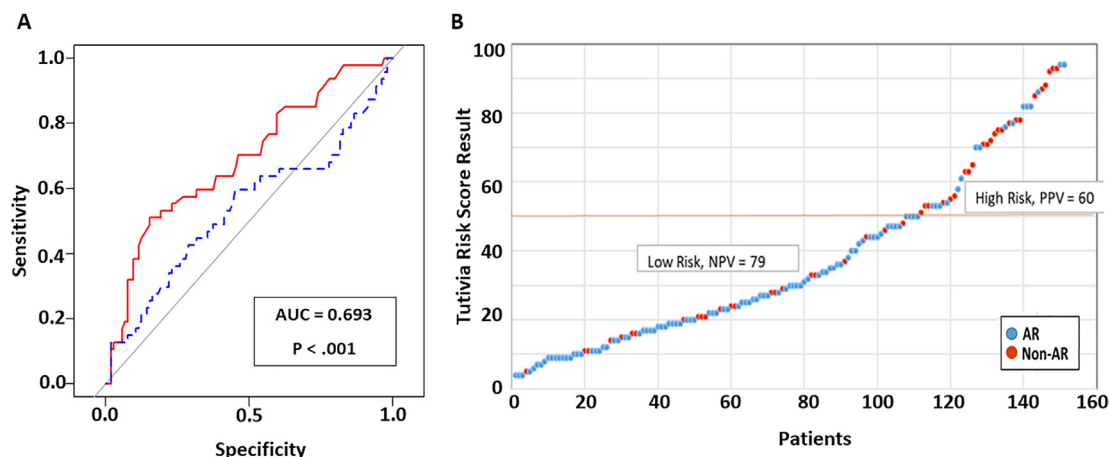 A
Sensitivity
1.0
0.8
0.6
0.4
0.2
0.0
AUC = 0.693
P < .001
0.0 0.5 1.0
Specificity
B
Tutivia Risk Score Result
100
80
60
40
20
0
High Risk, PPV = 60
Low Risk, NPV = 79
AR
Non-AR
0 20 40 60 80 100 120 140 160
Patients